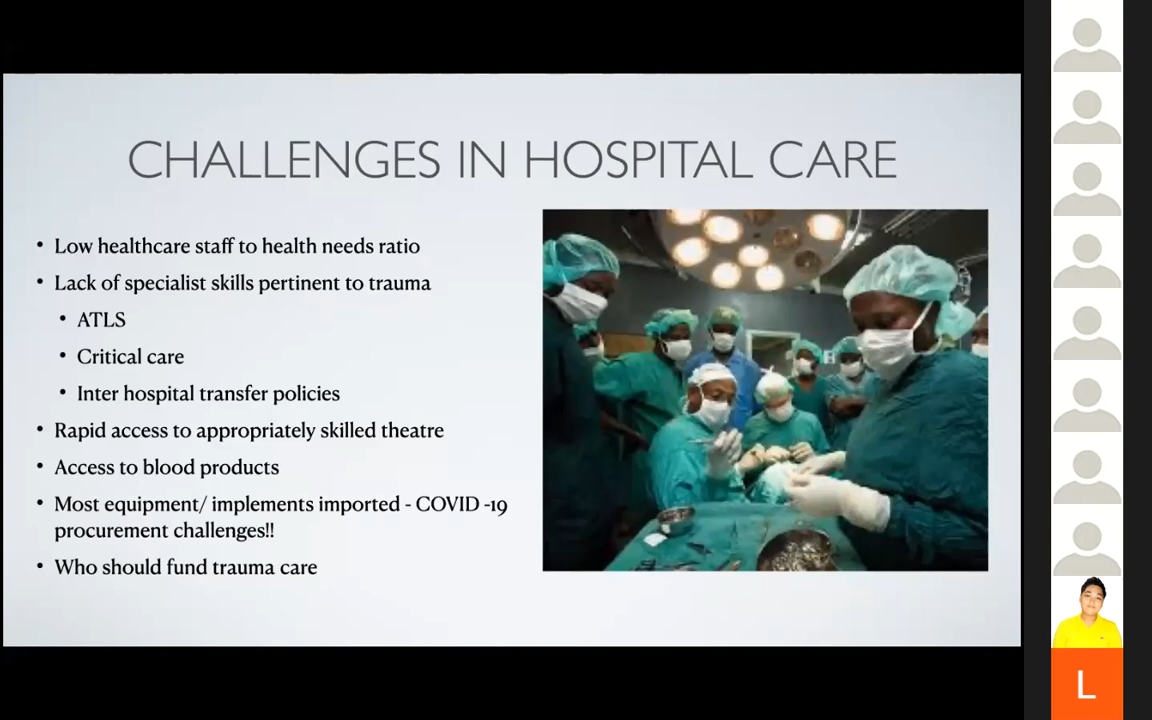 CHALLENGES IN HOSPITAL CARE
• Low healthcare staff to health needs ratio
• Lack of specialist skills pertinent to trauma
• ATLS
• Critical care
• Inter hospital transfer policies
• Rapid access to appropriately skilled theatre
• Access to blood products
• Most equipment/ implements imported - COVID -19
procurement challenges!!
• Who should fund trauma care
L